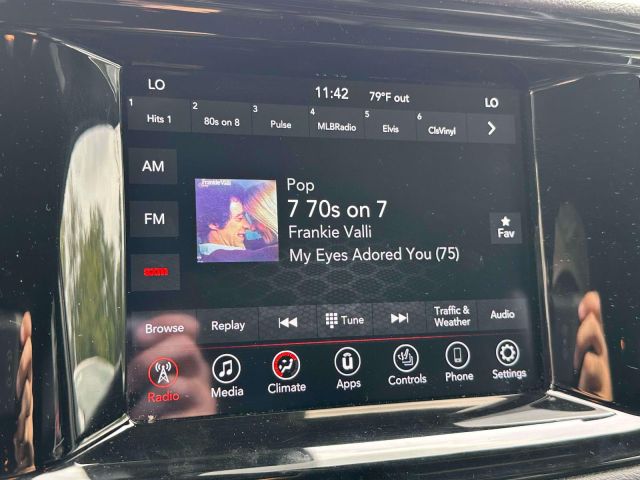 LO 11:42 79°F out LO
1 Hits 1 2 80s on 8 3 Pulse 4 MLBRadio 5 Elvis 6 ClsVinyl
AM
FM
sxm
Frankie Valli
Pop
7 70s on 7
Frankie Valli
My Eyes Adored You (75)
Fav
Browse Replay Tune Traffic & Weather Audio
Radio Media Climate Apps Controls Phone Settings